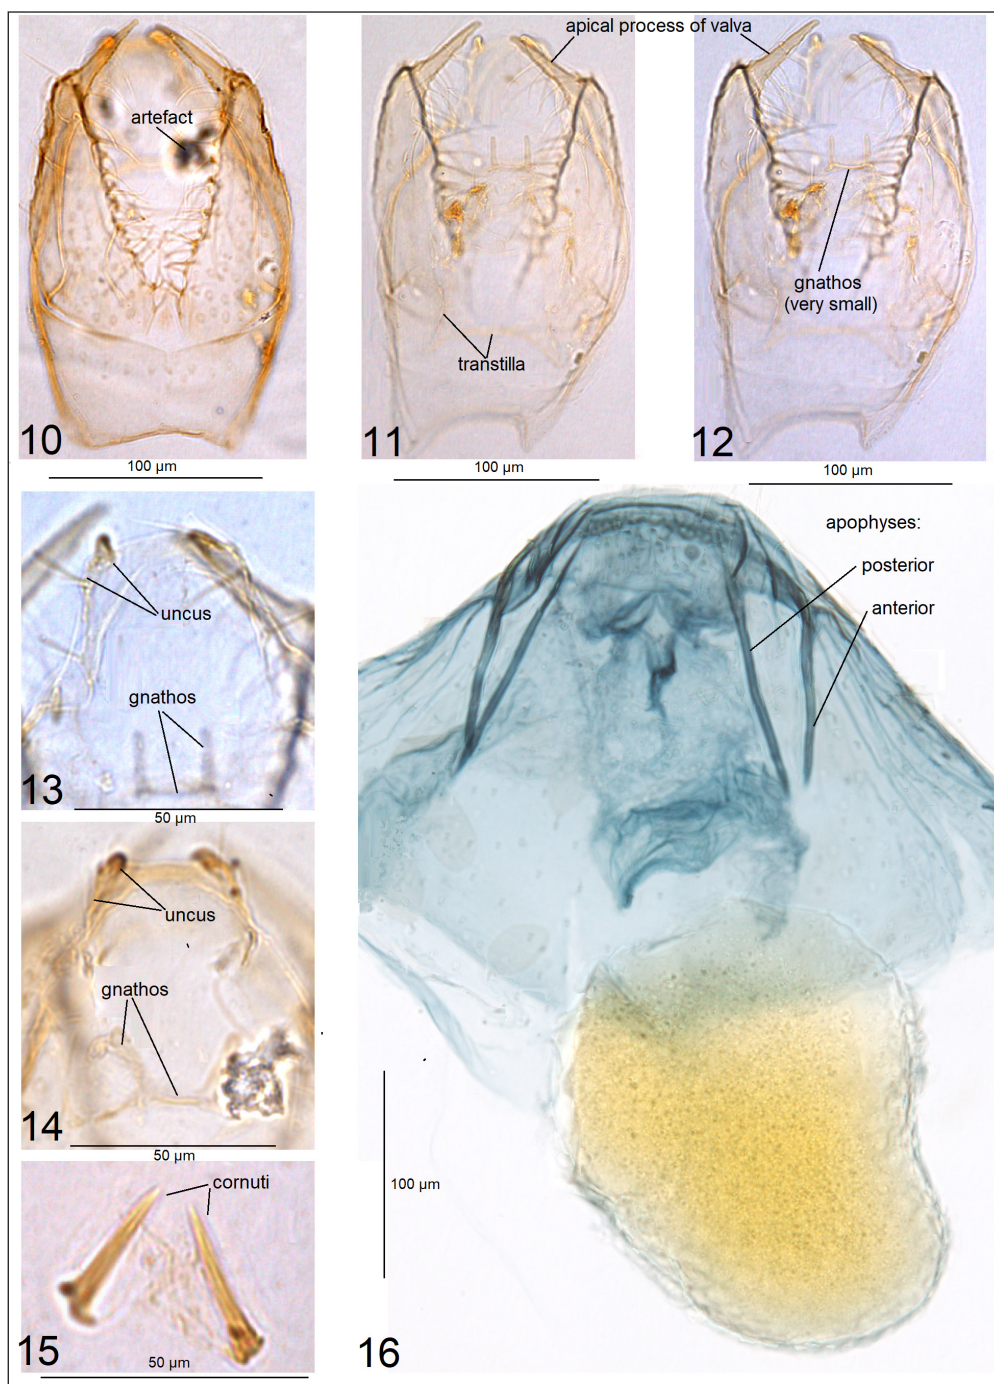 artefact
10
100 µm
apical process of valva
transtilla
11
100 µm
gnathos
(very small)
12
100 µm
uncus
gnathos
13
50 µm
uncus
gnathos
14
50 µm
cornuti
15
50 µm
apophyses:
posterior
anterior
100 µm
16